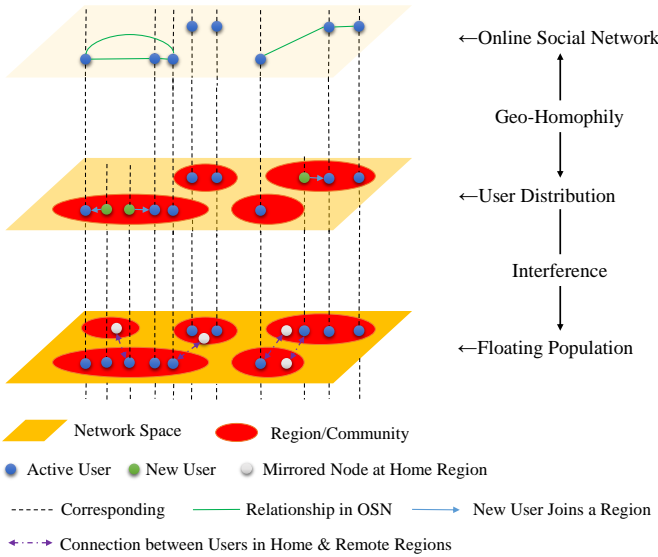 ←Online Social Network
Geo-Homophily
←User Distribution
Interference
←Floating Population
Network Space
Region/Community
Active User
New User
Mirrored Node at Home Region
Corresponding
Relationship in OSN
New User Joins a Region
Connection between Users in Home & Remote Regions